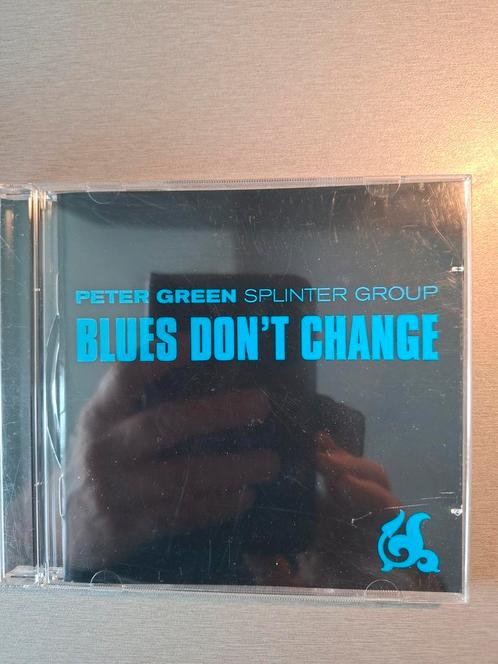 PETER GREEN SPLINTER GROUP
BLUES DON'T CHANGE